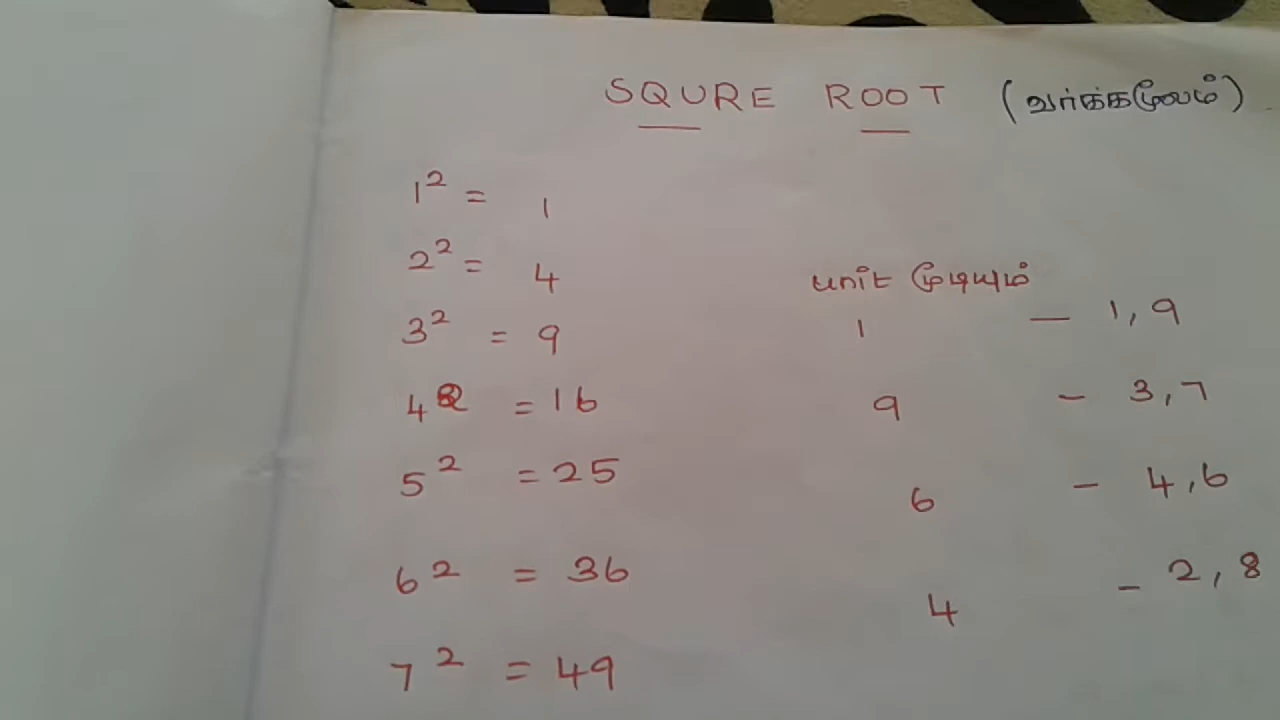 SQURE ROOT (வர்க்கமூலம்)
1² = 1
2² = 4
3² = 9
4² = 16
5² = 25
6² = 36
7² = 49
unit முடியும்
1 – 1, 9
9 – 3, 7
6 – 4, 6
4 – 2, 8